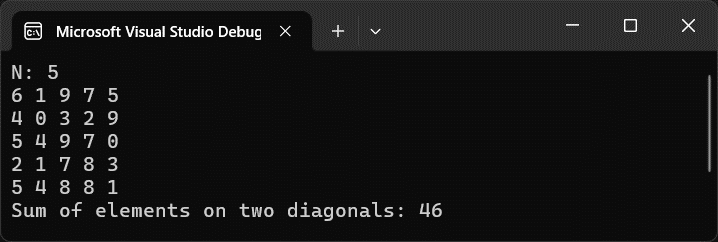 Microsoft Visual Studio Debug
N: 5
6 1 9 7 5
4 0 3 2 9
5 4 9 7 0
2 1 7 8 3
5 4 8 8 1
Sum of elements on two diagonals: 46